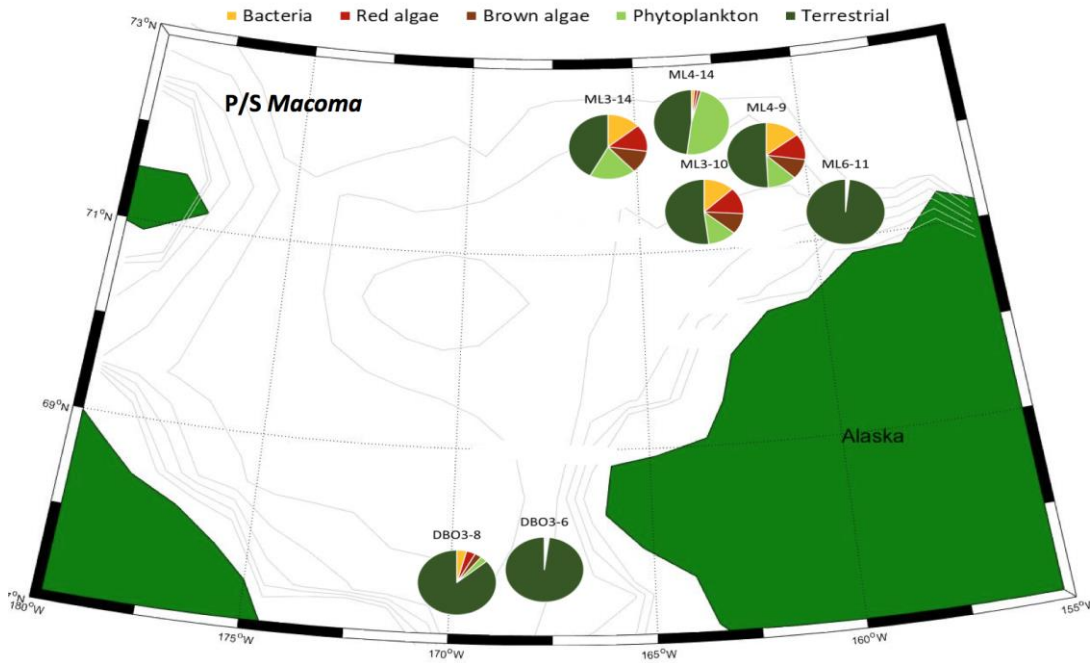 Bacteria Red algae Brown algae Phytoplankton Terrestrial
73°N
P/S Macoma
ML4-14
ML3-14
ML4-9
ML3-10
ML6-11
71°N
69°N
Alaska
DBO3-8
DBO3-6
7°N
180°W
175°W
170°W
165°W
160°W
155°W